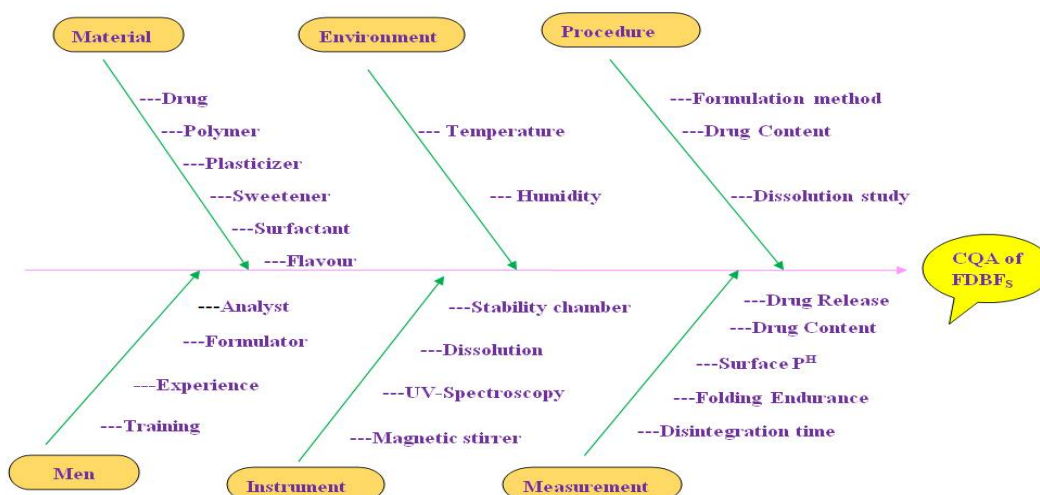 Material
Environment
Procedure
---Drug
---Polymer
---Plasticizer
---Sweetener
---Surfactant
---Flavour
--- Temperature
--- Humidity
---Formulation method
---Drug Content
---Dissolution study
CQA of
FDBFs
---Analyst
---Formulator
---Experience
---Training
---Stability chamber
---Dissolution
---UV-Spectroscopy
---Magnetic stirrer
---Drug Release
---Drug Content
---Surface Pᴴ
---Folding Endurance
---Disintegration time
Men
Instrument
Measurement